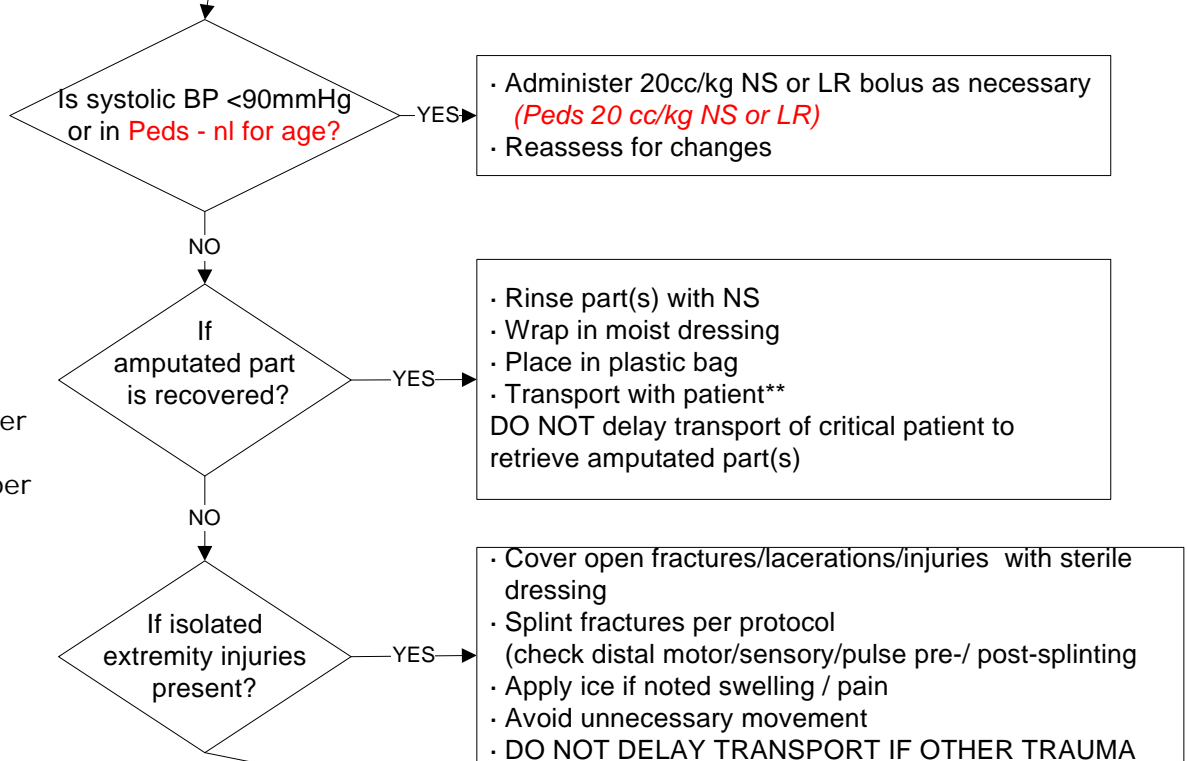 Is systolic BP <90mmHg
or in Peds - nl for age?
YES
· Administer 20cc/kg NS or LR bolus as necessary
(Peds 20 cc/kg NS or LR)
· Reassess for changes
NO
If
amputated part
is recovered?
YES
· Rinse part(s) with NS
· Wrap in moist dressing
· Place in plastic bag
· Transport with patient**
DO NOT delay transport of critical patient to
retrieve amputated part(s)
NO
If isolated
extremity injuries
present?
YES
· Cover open fractures/lacerations/injuries with sterile
dressing
· Splint fractures per protocol
(check distal motor/sensory/pulse pre-/ post-splinting
· Apply ice if noted swelling / pain
· Avoid unnecessary movement
· DO NOT DELAY TRANSPORT IF OTHER TRAUMA